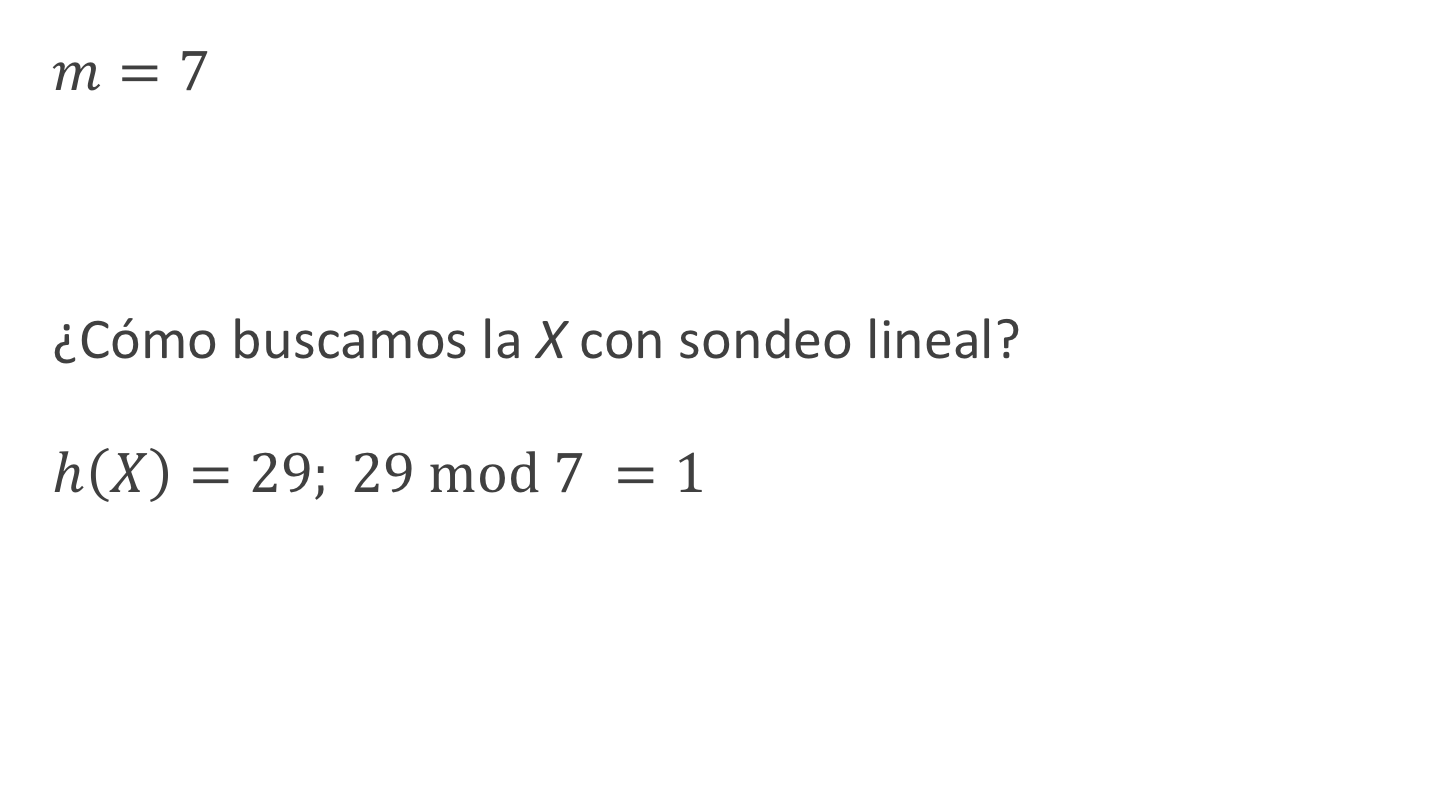 m = 7
¿Cómo buscamos la X con sondeo lineal?
h(X) = 29; 29 mod 7 = 1